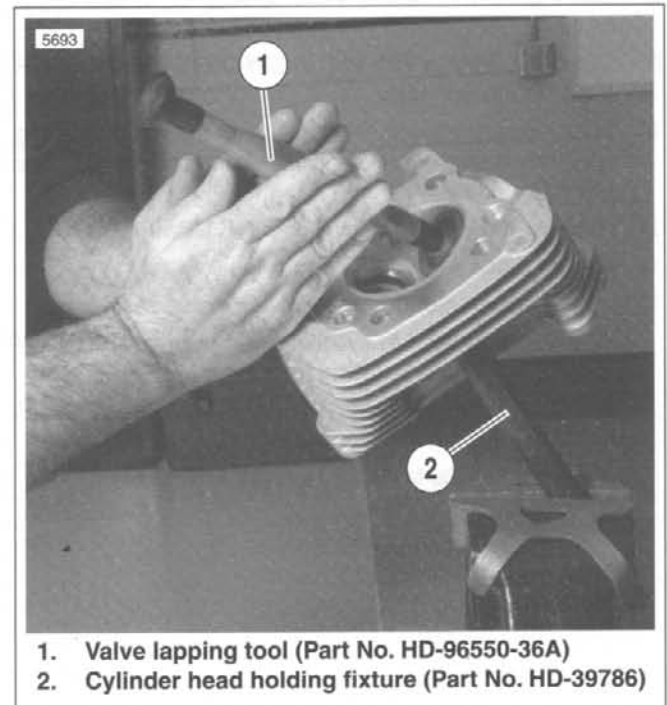 5693
1
2
1. Valve lapping tool (Part No. HD-96550-36A)
2. Cylinder head holding fixture (Part No. HD-39786)